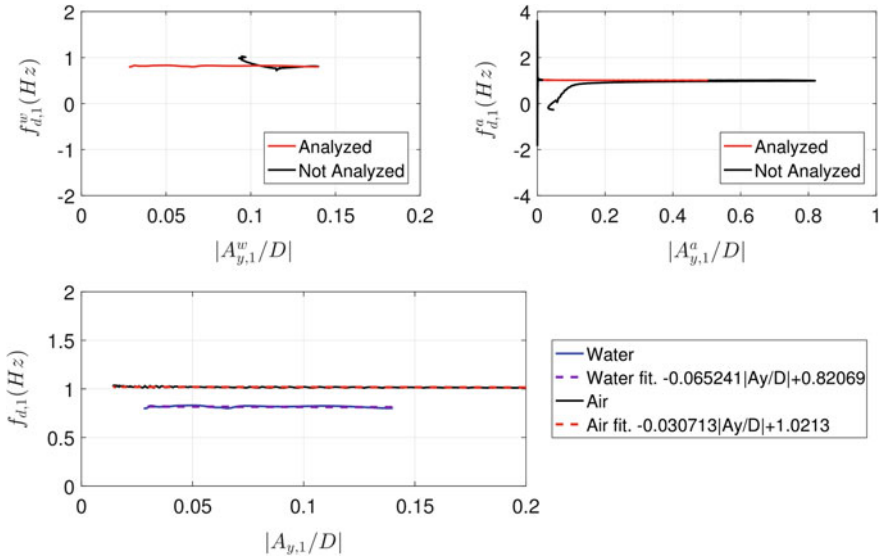 2
1
0
-1
-2
f^w_{d,1}(Hz)
Analyzed
Not Analyzed
0 0.05 0.1 0.15 0.2
|A^w_{y,1}/D|
4
2
0
-2
-4
f^a_{d,1}(Hz)
Analyzed
Not Analyzed
0 0.2 0.4 0.6 0.8 1
|A^a_{y,1}/D|
2
1.5
1
0.5
0
f_{d,1}(Hz)
0 0.05 0.1 0.15 0.2
|A_{y,1}/D|
Water
Water fit. -0.065241|Ay/D|+0.82069
Air
Air fit. -0.030713|Ay/D|+1.0213